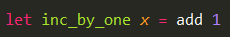 let inc_by_one x = add 1